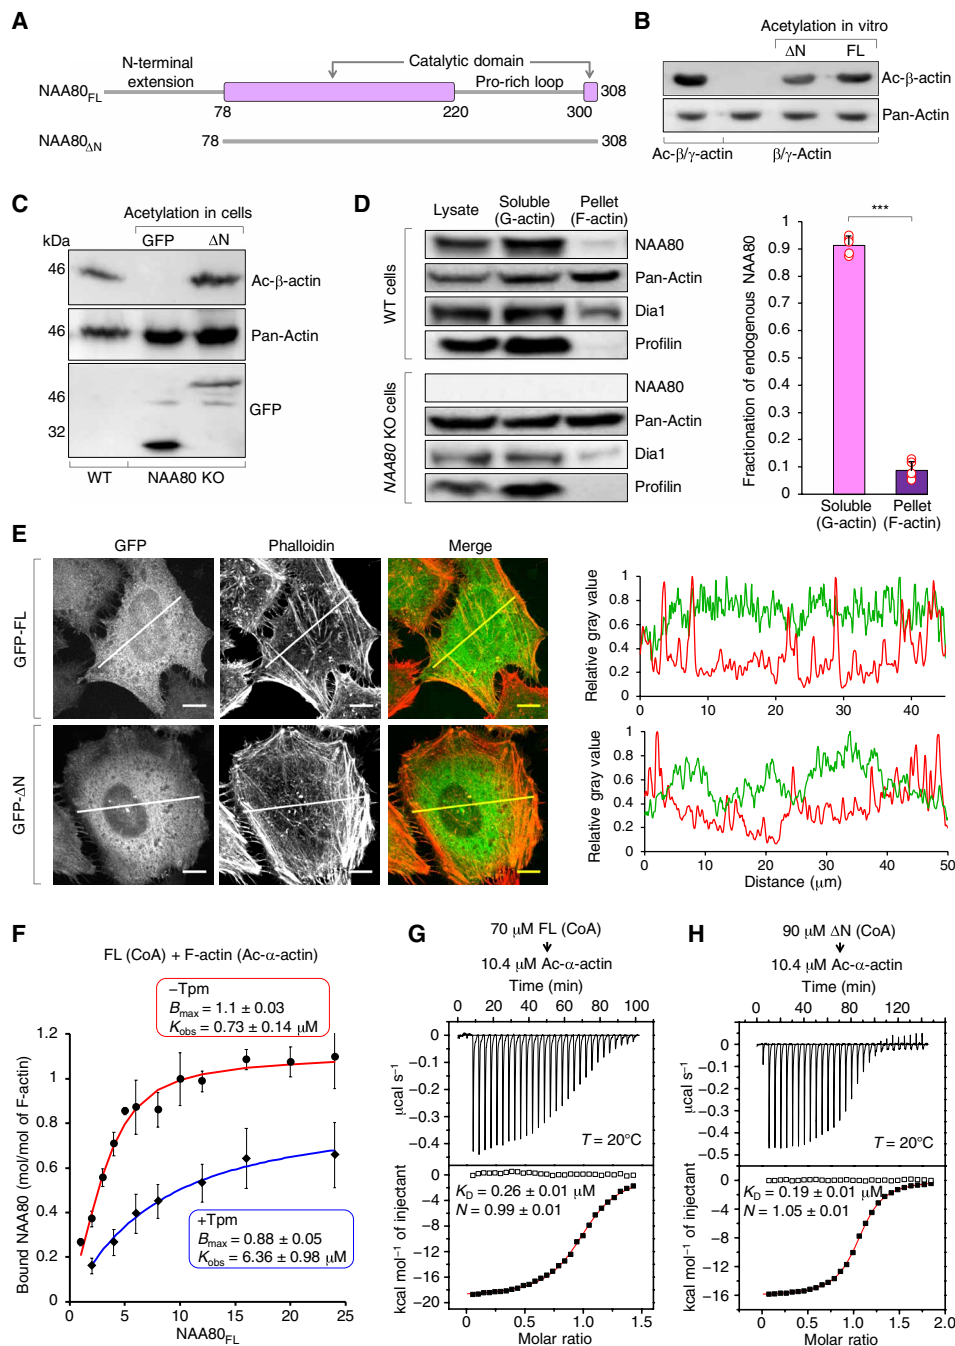 A
N-terminal
extension
Catalytic domain
Pro-rich loop
NAA80FL
308
78
220
300
NAA80ΔN
78
308
B
Acetylation in vitro
ΔN
FL
Ac-β-actin
Pan-Actin
Ac-β/γ-actin
β/γ-Actin
C
Acetylation in cells
kDa
GFP
ΔN
46
Ac-β-actin
46
Pan-Actin
46
GFP
32
WT
NAA80 KO
D
Lysate
Soluble
(G-actin)
Pellet
(F-actin)
WT cells
NAA80
Pan-Actin
Dia1
Profilin
NAA80 KO cells
NAA80
Pan-Actin
Dia1
Profilin
Fractionation of endogenous NAA80
1
0.9
0.8
0.7
0.6
0.5
0.4
0.3
0.2
0.1
0
***
Soluble
(G-actin)
Pellet
(F-actin)
E
GFP
Phalloidin
Merge
GFP-FL
GFP-ΔN
Relative gray value
1
0.8
0.6
0.4
0.2
0
0
10
20
30
40
Relative gray value
1
0.8
0.6
0.4
0.2
0
0
10
20
30
40
50
Distance (μm)
F
FL (CoA) + F-actin (Ac-α-actin)
–Tpm
Bmax = 1.1 ± 0.03
Kobs = 0.73 ± 0.14 μM
+Tpm
Bmax = 0.88 ± 0.05
Kobs = 6.36 ± 0.98 μM
Bound NAA80 (mol/mol of F-actin)
1.2
1
0.8
0.6
0.4
0.2
0
0
5
10
15
20
25
NAA80FL
G
70 μM FL (CoA)
10.4 μM Ac-α-actin
Time (min)
0 20 40 60 80 100
μcal s⁻¹
0
−0.1
−0.2
−0.3
−0.4
T = 20°C
kcal mol⁻¹ of injectant
0
−4
−8
−12
−16
−20
KD = 0.26 ± 0.01 μM
N = 0.99 ± 0.01
0 0.5 1.0 1.5
Molar ratio
H
90 μM ΔN (CoA)
10.4 μM Ac-α-actin
Time (min)
0 40 80 120
μcal s⁻¹
0
−0.1
−0.2
−0.3
−0.4
−0.5
T = 20°C
kcal mol⁻¹ of injectant
0
−4
−8
−12
−16
KD = 0.19 ± 0.01 μM
N = 1.05 ± 0.01
0 0.5 1.0 1.5 2.0
Molar ratio